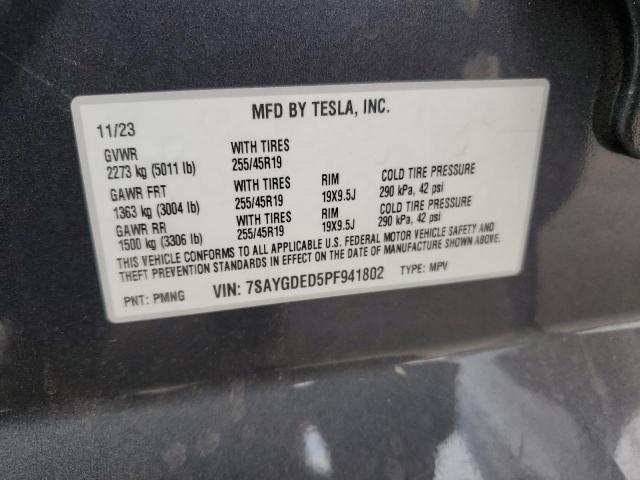 MFD BY TESLA, INC.
11/23
GVWR WITH TIRES
2273 kg (5011 lb) 255/45R19
GAWR FRT WITH TIRES RIM COLD TIRE PRESSURE
1363 kg (3004 lb) 255/45R19 19X9.5J 290 kPa, 42 psi
GAWR RR WITH TIRES RIM COLD TIRE PRESSURE
1500 kg (3306 lb) 255/45R19 19X9.5J 290 kPa, 42 psi
THIS VEHICLE CONFORMS TO ALL APPLICABLE U.S. FEDERAL MOTOR VEHICLE SAFETY AND
THEFT PREVENTION STANDARDS IN EFFECT ON THE DATE OF MANUFACTURE SHOWN ABOVE.
PNT: PMNG VIN: 7SAYGDED5PF941802 TYPE: MPV